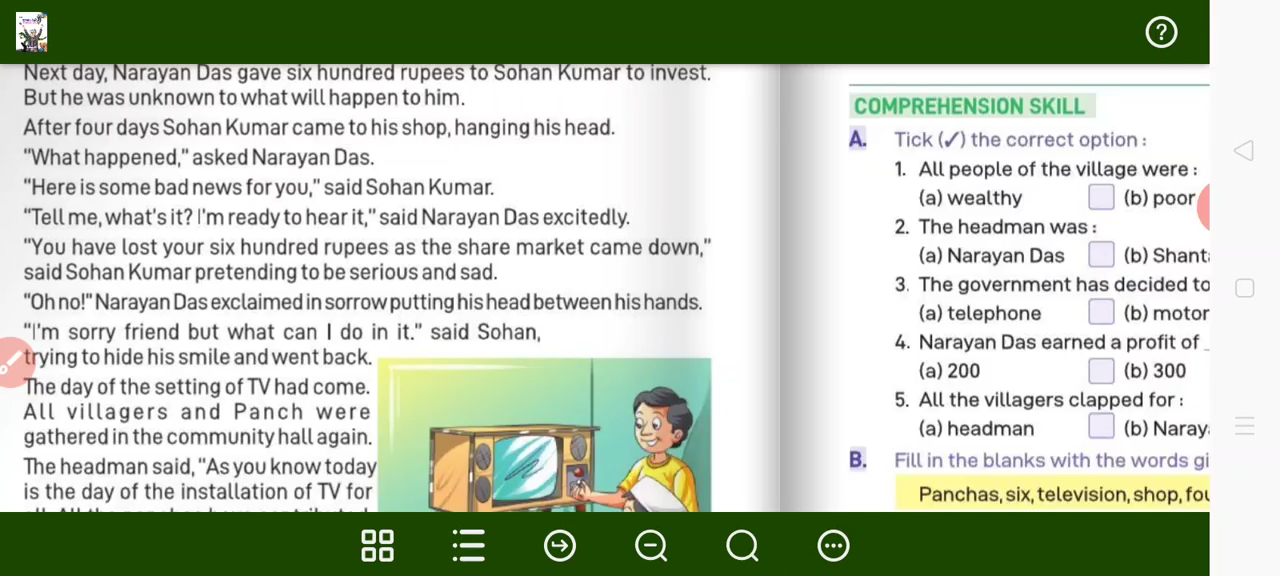 Next day, Narayan Das gave six hundred rupees to Sohan Kumar to invest.
But he was unknown to what will happen to him.
After four days Sohan Kumar came to his shop, hanging his head.
"What happened," asked Narayan Das.
"Here is some bad news for you," said Sohan Kumar.
"Tell me, what's it? I'm ready to hear it," said Narayan Das excitedly.
"You have lost your six hundred rupees as the share market came down,"
said Sohan Kumar pretending to be serious and sad.
"Oh no!" Narayan Das exclaimed in sorrow putting his head between his hands.
"I'm sorry friend but what can I do in it." said Sohan,
trying to hide his smile and went back.
The day of the setting of TV had come.
All villagers and Panch were
gathered in the community hall again.
The headman said, "As you know today
is the day of the installation of TV for
COMPREHENSION SKILL
A. Tick (✓) the correct option :
1. All people of the village were :
(a) wealthy (b) poor
2. The headman was :
(a) Narayan Das (b) Shant
3. The government has decided to
(a) telephone (b) motor
4. Narayan Das earned a profit of _
(a) 200 (b) 300
5. All the villagers clapped for :
(a) headman (b) Naray
B. Fill in the blanks with the words gi
Panchas, six, television, shop, fou